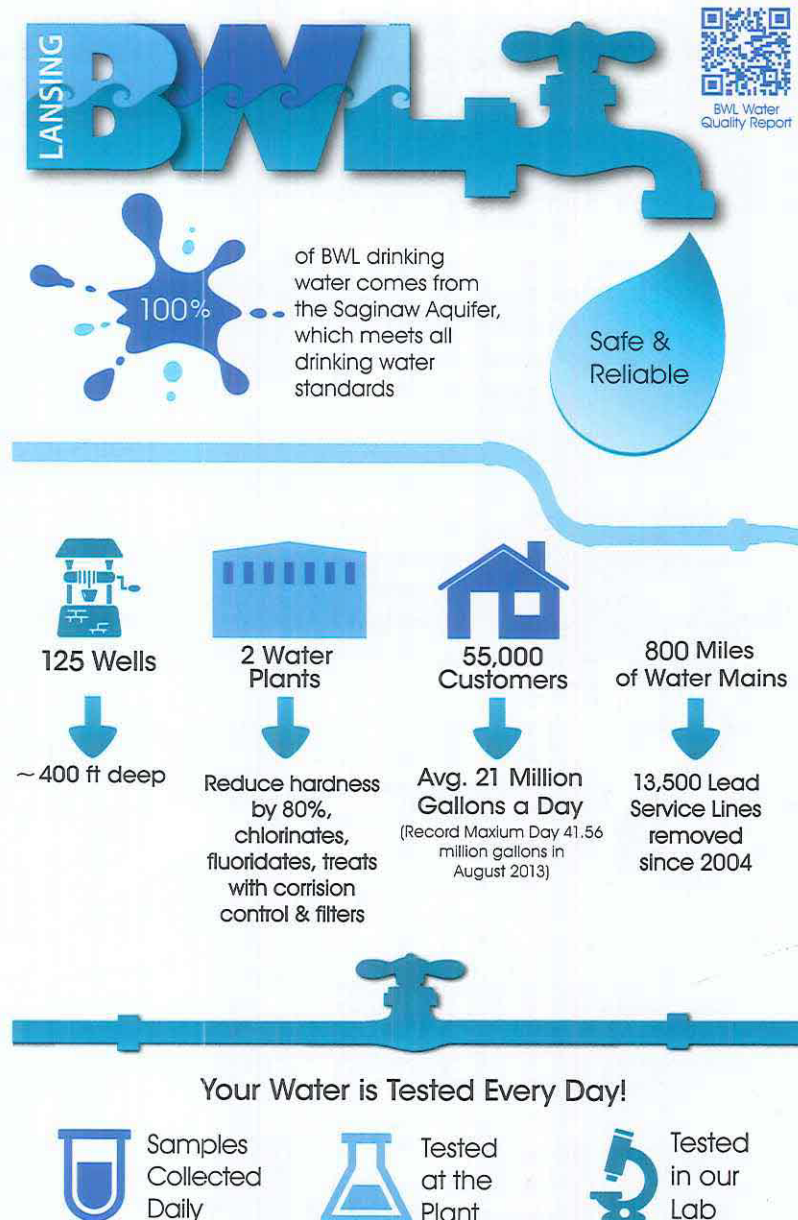 LANSING
BWL
BWL Water
Quality Report
100%
of BWL drinking
water comes from
the Saginaw Aquifer,
which meets all
drinking water
standards
Safe &
Reliable
125 Wells
~400 ft deep
2 Water
Plants
Reduce hardness
by 80%,
chlorinates,
fluoridates, treats
with corrision
control & filters
55,000
Customers
Avg. 21 Million
Gallons a Day
(Record Maxium Day 41.56
million gallons in
August 2013)
800 Miles
of Water Mains
13,500 Lead
Service Lines
removed
since 2004
Your Water is Tested Every Day!
Samples
Collected
Daily
Tested
at the
Plant
Tested
in our
Lab